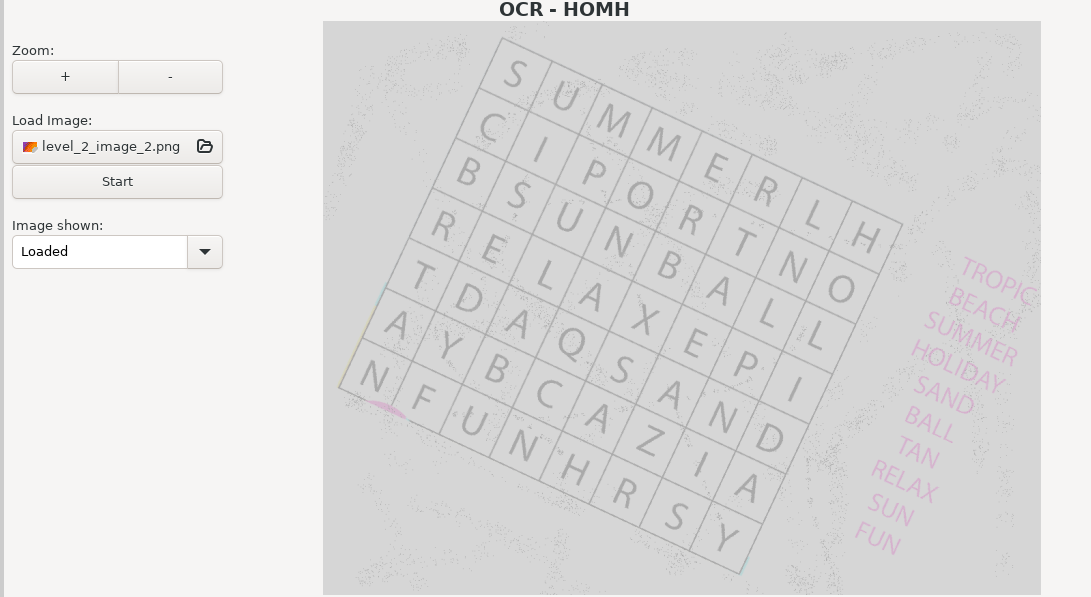 OCR - HOMH
Zoom:
+ -
Load Image:
level_2_image_2.png
Start
Image shown:
Loaded
S U M M E R L H
C I P O R T N O
B S U N B A L L
R E L A X E P I
T D A Q S A N D
A Y B C A Z I A
N F U N H R S Y
TROPIC
BEACH
SUMMER
HOLIDAY
SAND
BALL
TAN
RELAX
SUN
FUN